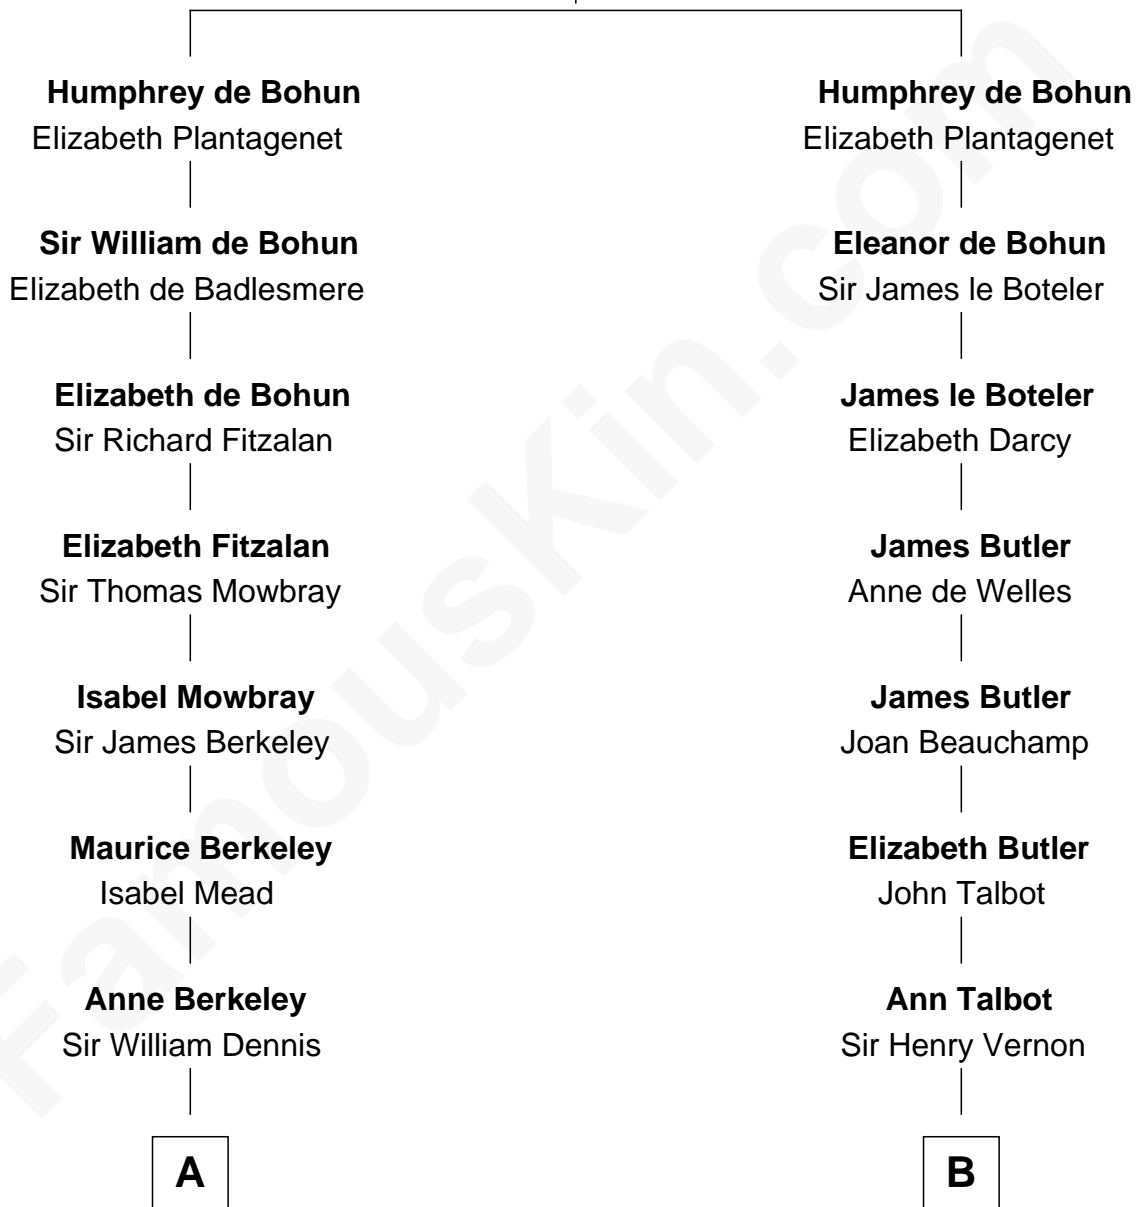 Humphrey de Bohun
Elizabeth Plantagenet
Sir William de Bohun
Elizabeth de Badlesmere
Elizabeth de Bohun
Sir Richard Fitzalan
Elizabeth Fitzalan
Sir Thomas Mowbray
Isabel Mowbray
Sir James Berkeley
Maurice Berkeley
Isabel Mead
Anne Berkeley
Sir William Dennis
A
Humphrey de Bohun
Elizabeth Plantagenet
Eleanor de Bohun
Sir James le Boteler
James le Boteler
Elizabeth Darcy
James Butler
Anne de Welles
James Butler
Joan Beauchamp
Elizabeth Butler
John Talbot
Ann Talbot
Sir Henry Vernon
B
FamousKin.com